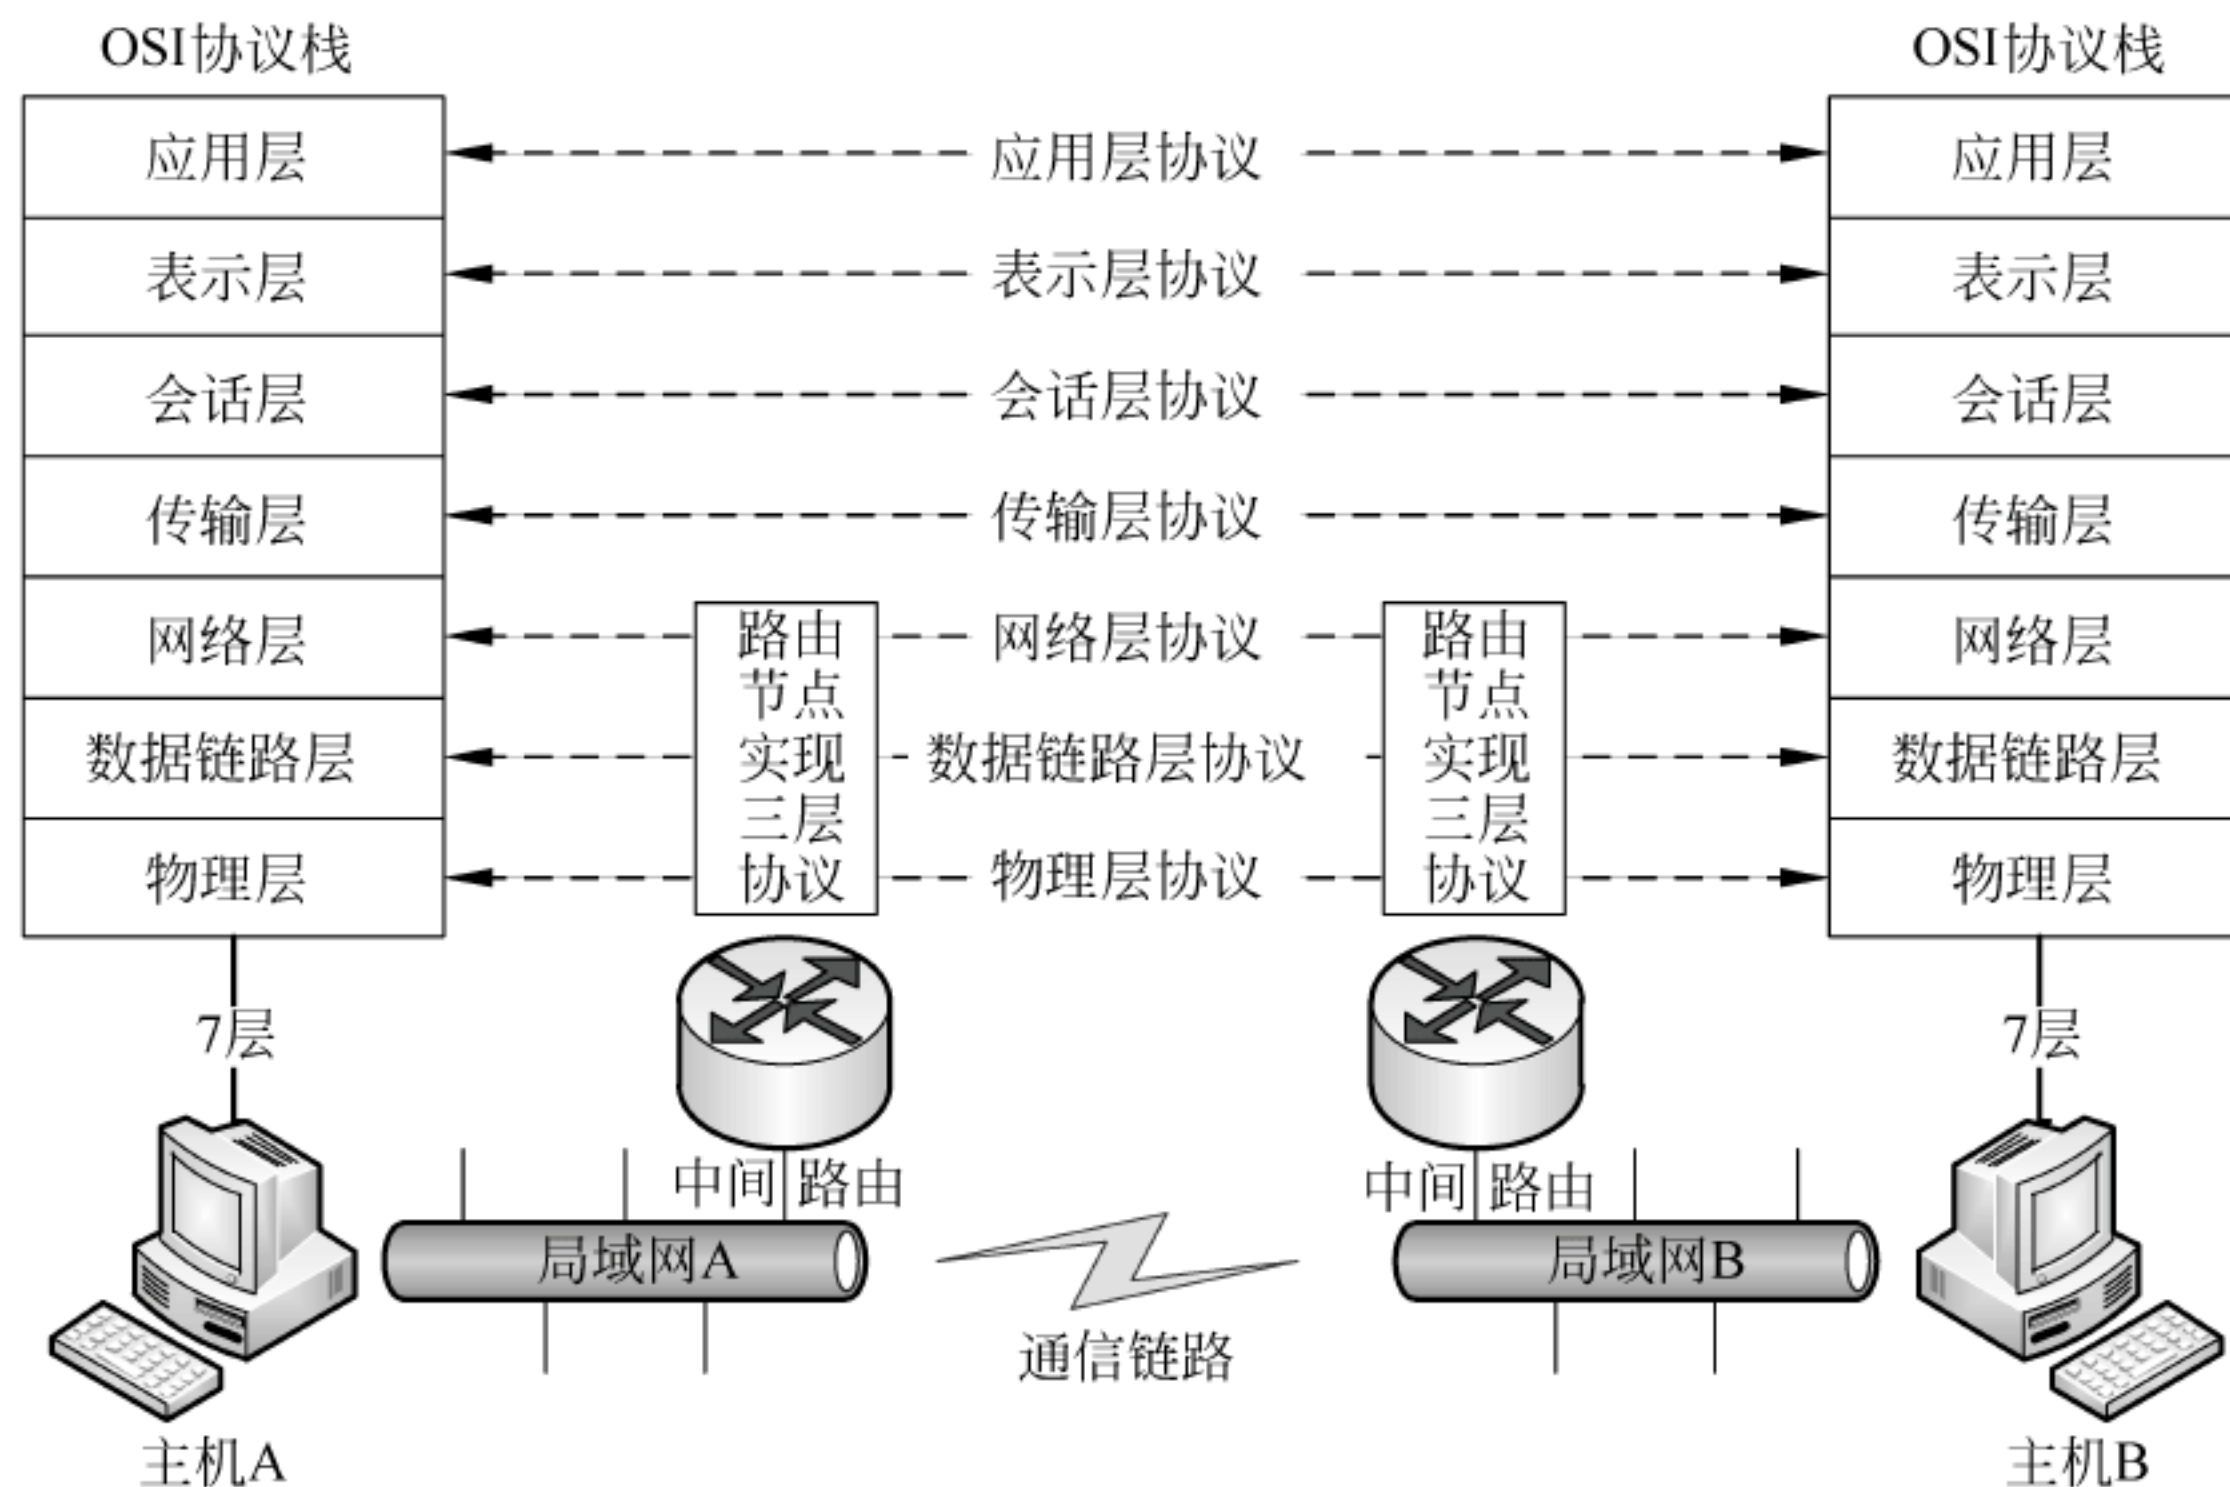 OSI协议栈
OSI协议栈
应用层
应用层协议
应用层
表示层
表示层协议
表示层
会话层
会话层协议
会话层
传输层
传输层协议
传输层
网络层
路由
节点
实现
三层
协议
网络层协议
路由
节点
实现
三层
协议
网络层
数据链路层
数据链路层协议
数据链路层
物理层
物理层协议
物理层
7层
7层
中间 路由
中间 路由
局域网A
局域网B
通信链路
主机A
主机B